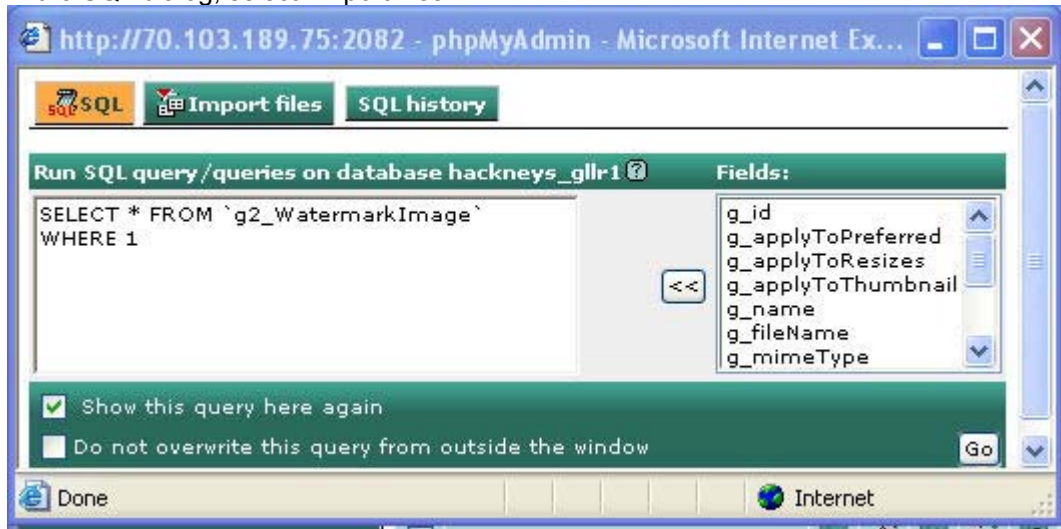 http://70.103.189.75:2082 - phpMyAdmin - Microsoft Internet Ex...
SQL Import files SQL history
Run SQL query/queries on database hackneys_gllr1 Fields:
SELECT * FROM `g2_WatermarkImage`
WHERE 1
g_id
g_applyToPreferred
g_applyToResizes
g_applyToThumbnail
g_name
g_fileName
g_mimeType
<<
Show this query here again
Do not overwrite this query from outside the window
Go
Done Internet